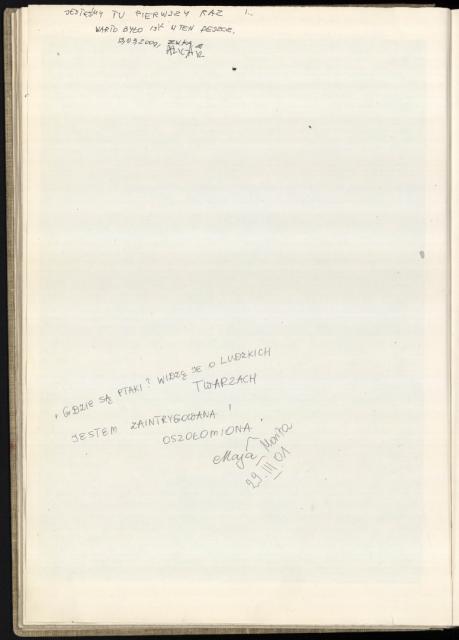 JESTEŚMY TU PIERWSZY RAZ I..
WARTO BYŁO IŚĆ W TEN DESZCZ.
"GDZIE SĄ PTAKI? WIDZĘ JE O LUDZKICH
TWARZACH
JESTEM ZAINTRYGOWANA I
OSZOŁOMIONA.
Maja Monika
29.III.01